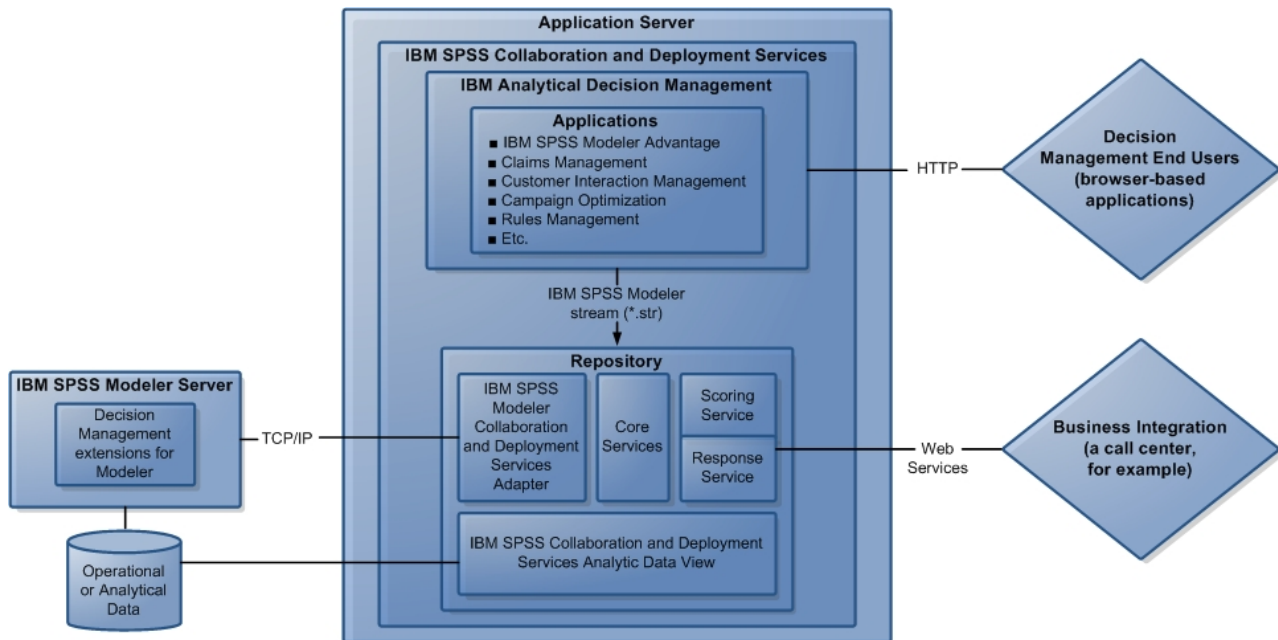 Application Server
IBM SPSS Collaboration and Deployment Services
IBM Analytical Decision Management
Applications
■ IBM SPSS Modeler Advantage
■ Claims Management
■ Customer Interaction Management
■ Campaign Optimization
■ Rules Management
■ Etc.
HTTP
Decision
Management End Users
(browser-based
applications)
IBM SPSS Modeler
stream (*.str)
Repository
IBM SPSS
Modeler
Collaboration
and Deployment
Services
Adapter
Core
Services
Scoring
Service
Response
Service
IBM SPSS Collaboration and Deployment
Services Analytic Data View
IBM SPSS Modeler Server
Decision
Management
extensions for
Modeler
TCP/IP
Operational
or Analytical
Data
Web
Services
Business Integration
(a call center,
for example)